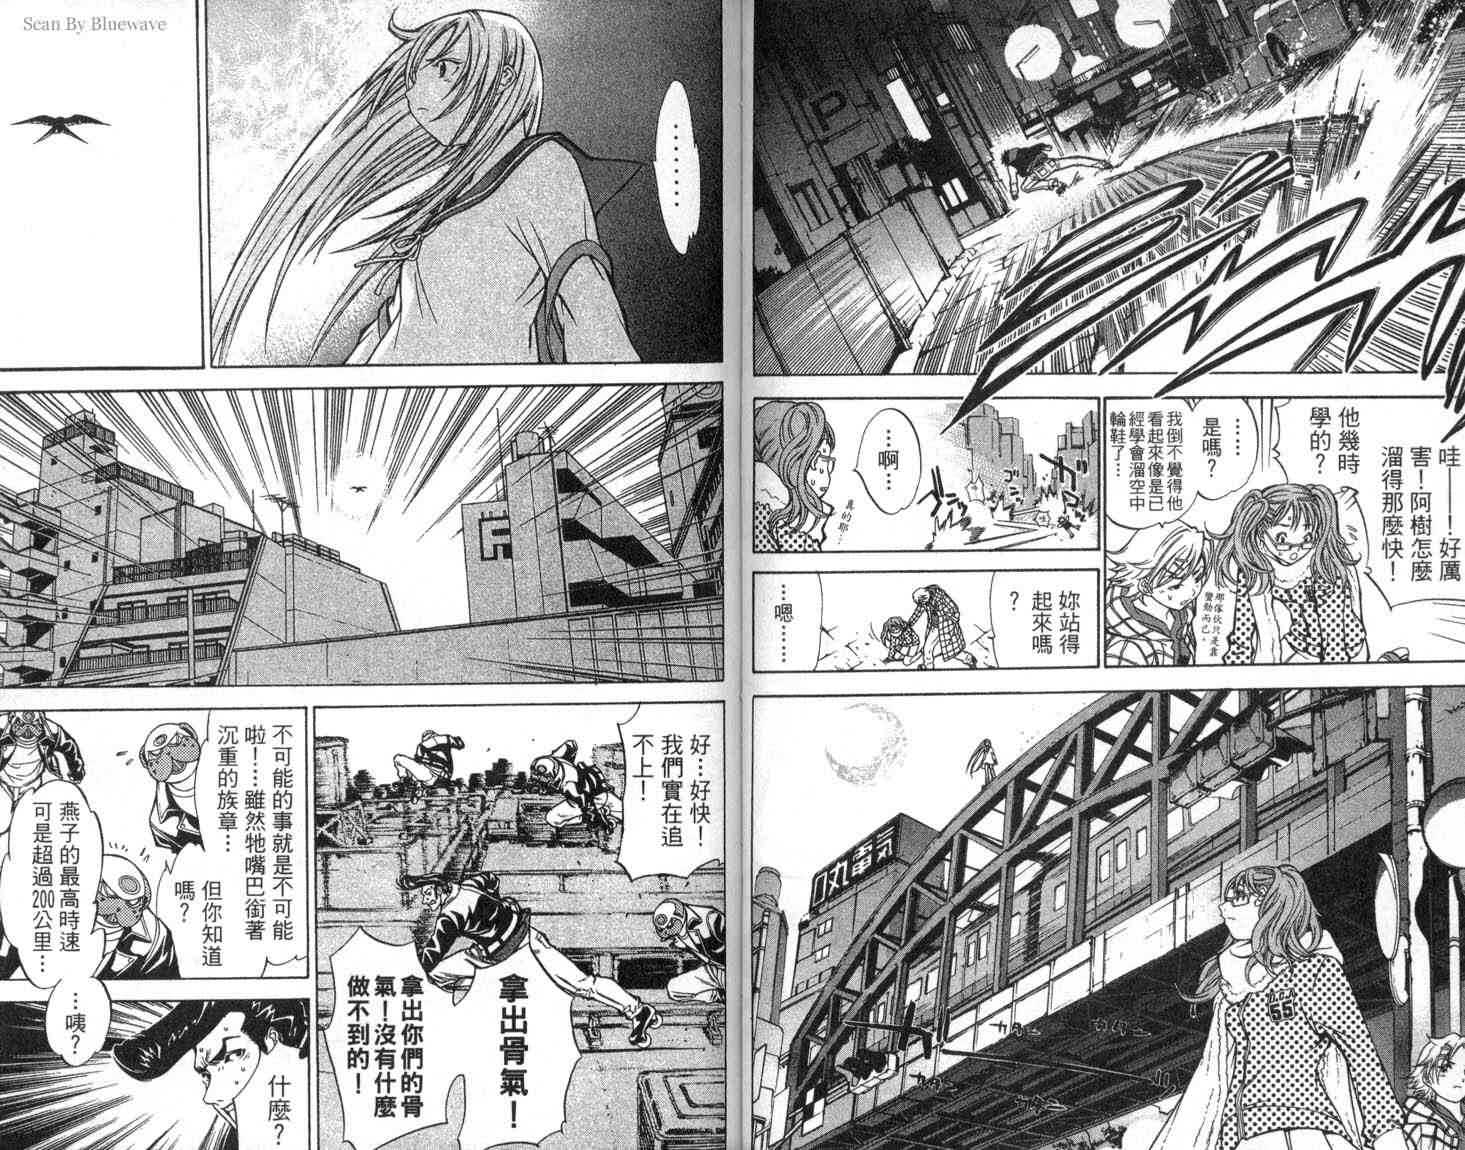 Scan By Bluewave
P
哇——！好厲
害！阿樹怎麼
溜得那麼快！
他幾時
學的？
……
是嗎？
我倒不覺得他
看起來像是已
經學會溜空中
輪鞋了…
那傢伙只是靠
蠻勁而已。
…啊…
真的耶…
妳站得
起來嗎
？
……嗯……
口丸電気
55
………
好…好快！
我們實在追
不上！
拿出骨氣！
拿出你們的骨
氣！沒有什麼
做不到的！
不可能的事就是不可能
啦！…雖然牠嘴巴銜著
沉重的族章…
但你知道
嗎？
燕子的最高時速
可是超過200公里…
…咦？
什麼？